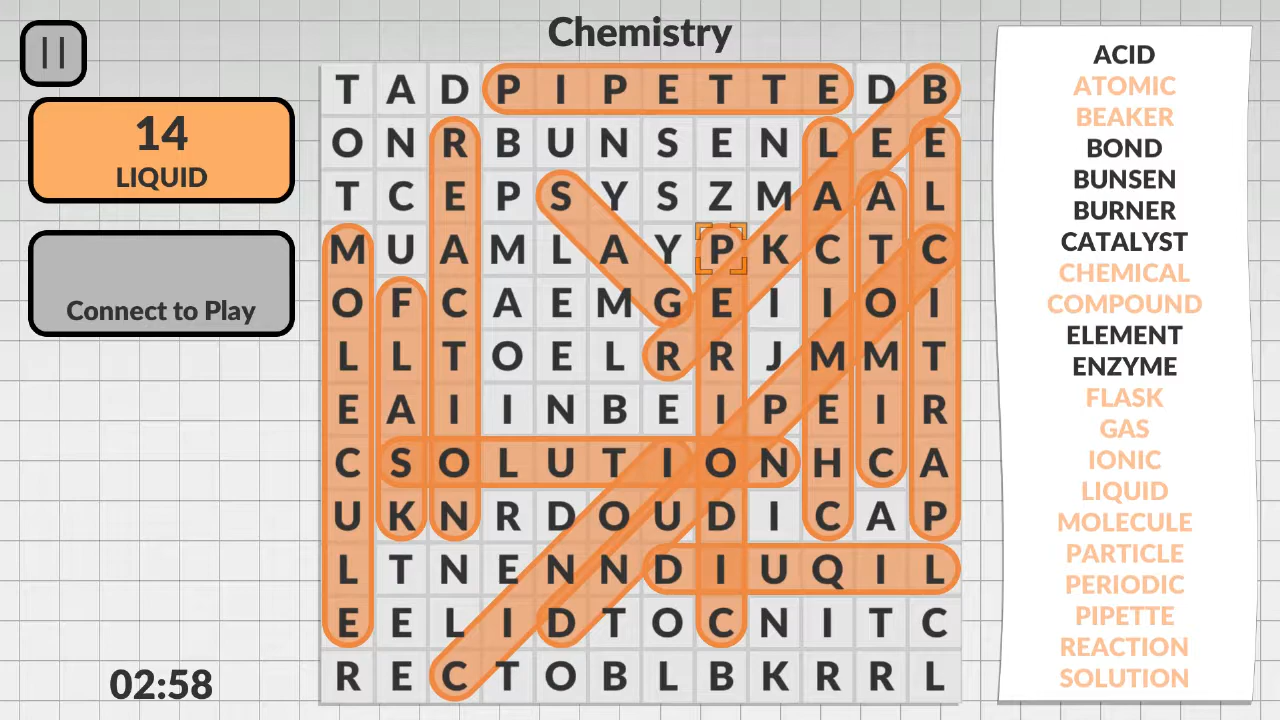 Chemistry
14
LIQUID
Connect to Play
02:58
T A D P I P E T T E D B
O N R B U N S E N L E E
T C E P S Y S Z M A A L
M U A M L A Y P K C T C
O F C A E M G E I I O I
L L T O E L R R J M M T
E A I I N B E I P E I R
C S O L U T I O N H C A
U K N R D O U D I C A P
L T N E N N D I U Q I L
E E L I D T O C N I T C
R E C T O B L B K R R L
ACID
ATOMIC
BEAKER
BOND
BUNSEN
BURNER
CATALYST
CHEMICAL
COMPOUND
ELEMENT
ENZYME
FLASK
GAS
IONIC
LIQUID
MOLECULE
PARTICLE
PERIODIC
PIPETTE
REACTION
SOLUTION